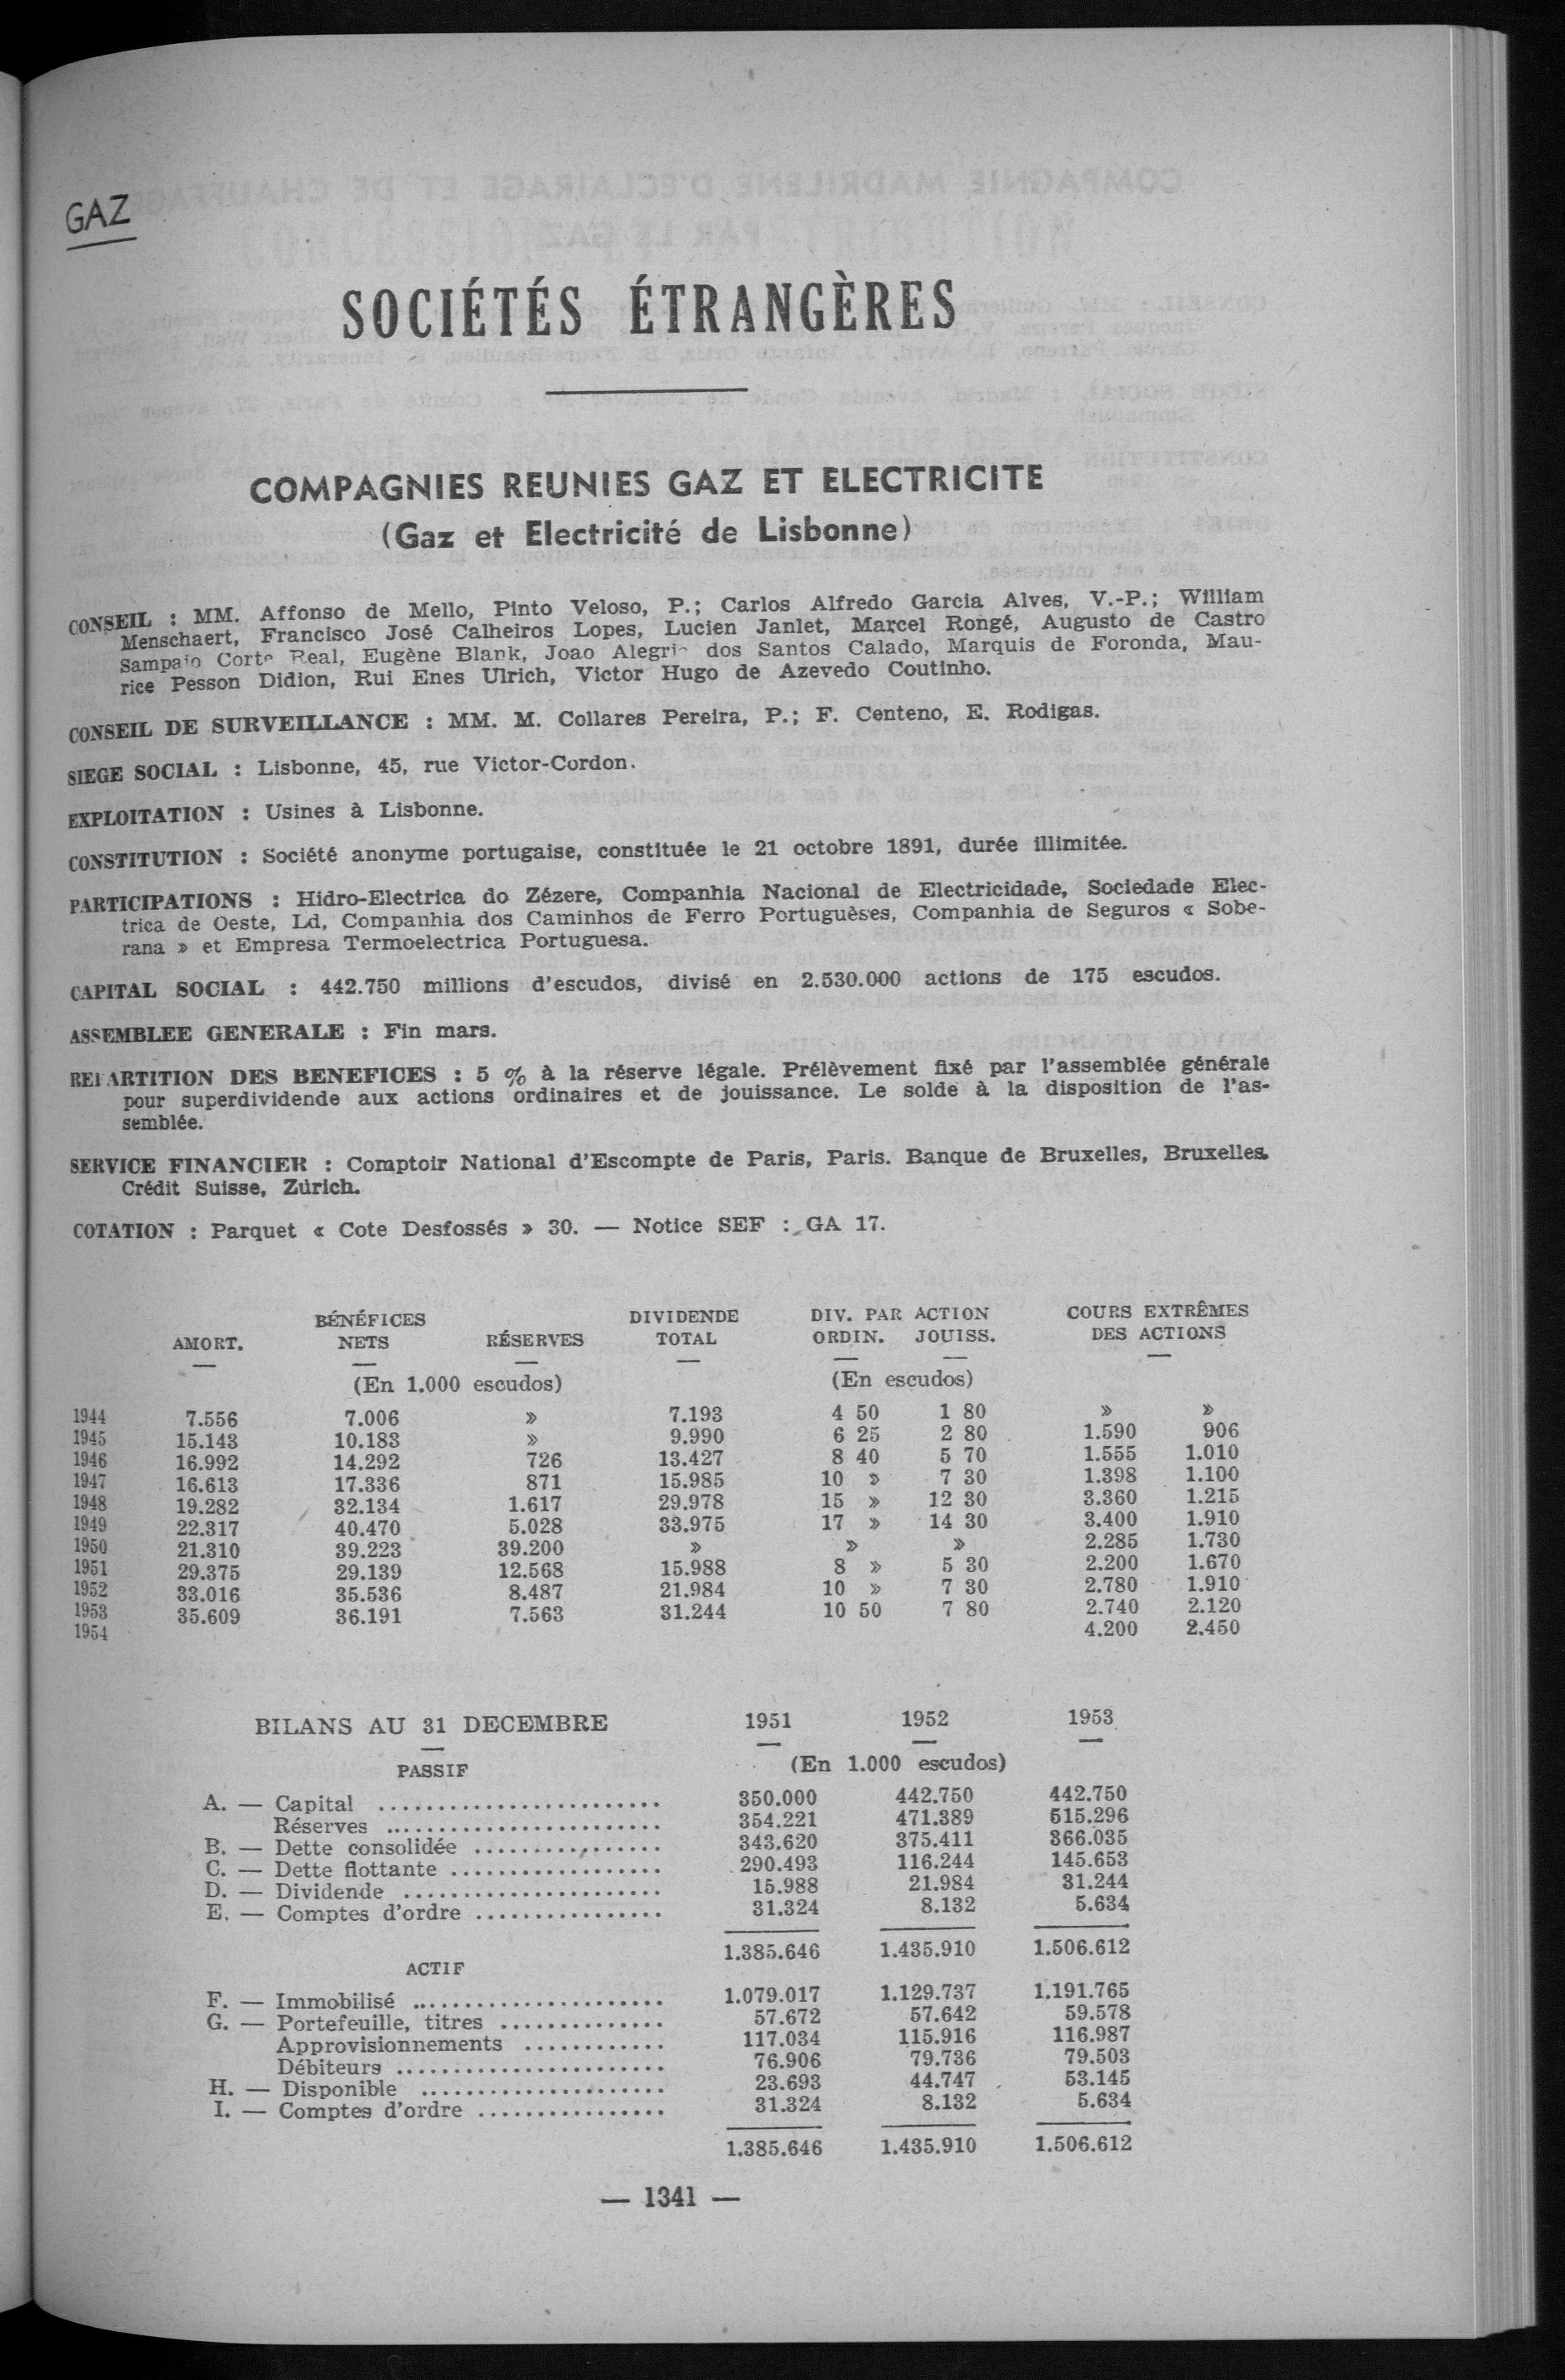 GAZ
SOCIÉTÉS ÉTRANGÈRES
COMPAGNIES REUNIES GAZ ET ELECTRICITE
(Gaz et Electricité de Lisbonne)
CONSEIL : MM. Affonso de Mello, Pinto Veloso, P.; Carlos Alfredo Garcia Alves, V.-P.; William
Menschaert, Francisco José Calheiros Lopes, Lucien Janlet, Marcel Rongé, Augusto de Castro
Sampaio Corte Real, Eugène Blank, Joao Alegria dos Santos Calado, Marquis de Foronda, Mau-
rice Pesson Didion, Rui Enes Ulrich, Victor Hugo de Azevedo Coutinho.
CONSEIL DE SURVEILLANCE : MM. M. Collares Pereira, P.; F. Centeno, E. Rodigas.
SIEGE SOCIAL : Lisbonne, 45, rue Victor-Cordon.
EXPLOITATION : Usines à Lisbonne.
CONSTITUTION : Société anonyme portugaise, constituée le 21 octobre 1891, durée illimitée.
PARTICIPATIONS : Hidro-Electrica do Zézere, Companhia Nacional de Electricidade, Sociedade Elec-
trica de Oeste, Ld, Companhia dos Caminhos de Ferro Portuguèses, Companhia de Seguros « Sobe-
rana » et Empresa Termoelectrica Portuguesa.
CAPITAL SOCIAL : 442.750 millions d'escudos, divisé en 2.530.000 actions de 175 escudos.
ASSEMBLEE GENERALE : Fin mars.
REPARTITION DES BENEFICES : 5 % à la réserve légale. Prélèvement fixé par l'assemblée générale
pour superdividende aux actions ordinaires et de jouissance. Le solde à la disposition de l'as-
semblée.
SERVICE FINANCIER : Comptoir National d'Escompte de Paris, Paris. Banque de Bruxelles, Bruxelles.
Crédit Suisse, Zürich.
COTATION : Parquet « Cote Desfossés » 30. — Notice SEF : GA 17.
BÉNÉFICES DIVIDENDE DIV. PAR ACTION COURS EXTRÊMES
AMORT. NETS RÉSERVES TOTAL ORDIN. JOUISS. DES ACTIONS
(En 1.000 escudos) (En escudos)
1944 7.556 7.006 » 7.193 4 50 1 80 » »
1945 15.143 10.183 » 9.990 6 25 2 80 1.590 906
1946 16.992 14.292 726 13.427 8 40 5 70 1.555 1.010
1947 16.613 17.336 871 15.985 10 » 7 30 1.398 1.100
1948 19.282 32.134 1.617 29.978 15 » 12 30 3.360 1.215
1949 22.317 40.470 5.028 33.975 17 » 14 30 3.400 1.910
1950 21.310 39.223 39.200 » » » 2.285 1.730
1951 29.375 29.139 12.568 15.988 8 » 5 30 2.200 1.670
1952 33.016 35.536 8.487 21.984 10 » 7 30 2.780 1.910
1953 35.609 36.191 7.563 31.244 10 50 7 80 2.740 2.120
1954 4.200 2.450
BILANS AU 31 DECEMBRE 1951 1952 1953
PASSIF (En 1.000 escudos)
A. — Capital ........................ 350.000 442.750 442.750
Réserves ........................ 354.221 471.389 515.296
B. — Dette consolidée ................ 343.620 375.411 366.035
C. — Dette flottante .................. 290.493 116.244 145.653
D. — Dividende ...................... 15.988 21.984 31.244
E. — Comptes d'ordre ................ 31.324 8.132 5.634
1.385.646 1.435.910 1.506.612
ACTIF
F. — Immobilisé ...................... 1.079.017 1.129.737 1.191.765
G. — Portefeuille, titres .............. 57.672 57.642 59.578
Approvisionnements ............ 117.034 115.916 116.987
Débiteurs ....................... 76.906 79.736 79.503
H. — Disponible ..................... 23.693 44.747 53.145
I. — Comptes d'ordre ................ 31.324 8.132 5.634
1.385.646 1.435.910 1.506.612
— 1341 —